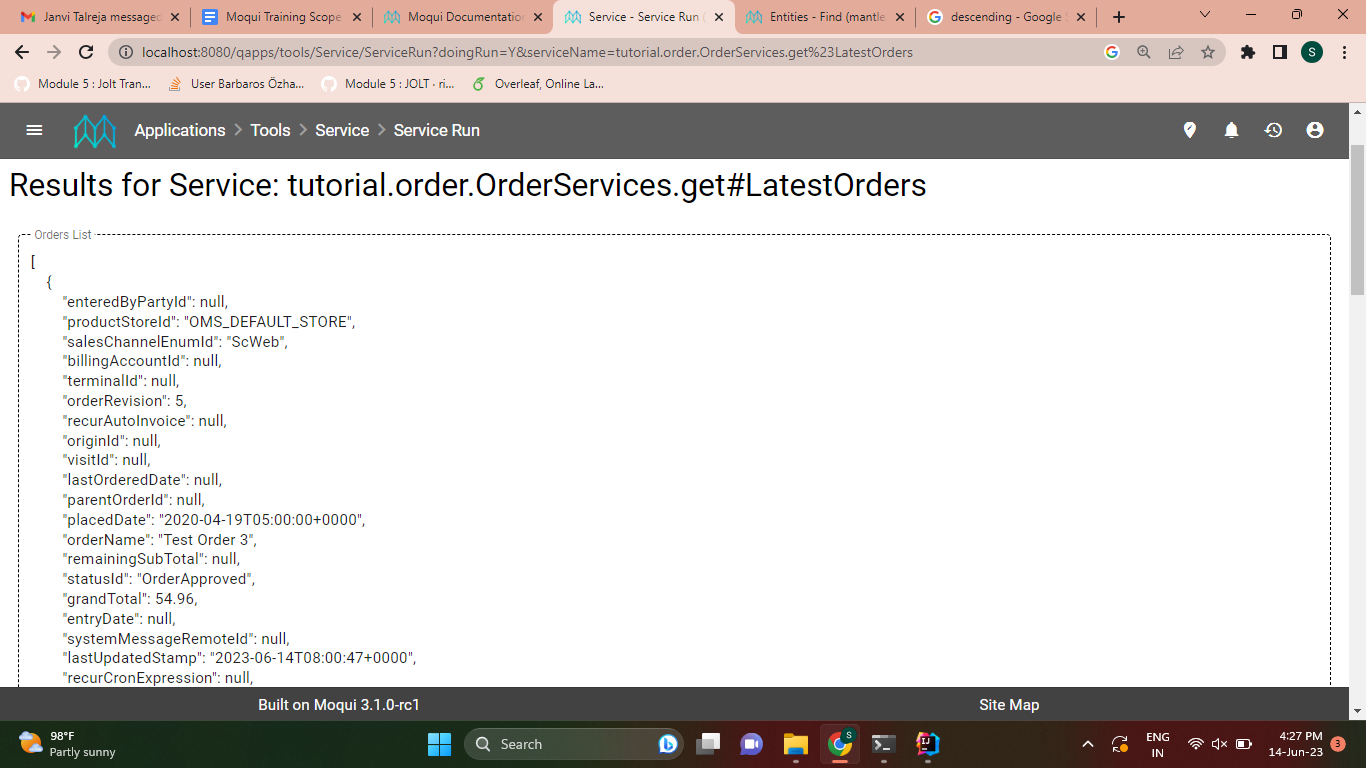 Janvi Talreja messaged
Moqui Training Scope
Moqui Documentation
Service - Service Run (
Entities - Find (mantle
descending - Google S
localhost:8080/qapps/tools/Service/ServiceRun?doingRun=Y&serviceName=tutorial.order.OrderServices.get%23LatestOrders
S
Module 5 : Jolt Tran...
User Barbaros Özha...
Module 5 : JOLT · ri...
Overleaf, Online La...
Applications > Tools > Service > Service Run
Results for Service: tutorial.order.OrderServices.get#LatestOrders
Orders List
[
{
"enteredByPartyId": null,
"productStoreId": "OMS_DEFAULT_STORE",
"salesChannelEnumId": "ScWeb",
"billingAccountId": null,
"terminalId": null,
"orderRevision": 5,
"recurAutoInvoice": null,
"originId": null,
"visitId": null,
"lastOrderedDate": null,
"parentOrderId": null,
"placedDate": "2020-04-19T05:00:00+0000",
"orderName": "Test Order 3",
"remainingSubTotal": null,
"statusId": "OrderApproved",
"grandTotal": 54.96,
"entryDate": null,
"systemMessageRemoteId": null,
"lastUpdatedStamp": "2023-06-14T08:00:47+0000",
"recurCronExpression": null,
Built on Moqui 3.1.0-rc1
Site Map
98°F
Partly sunny
Search
S
ENG
IN
4:27 PM
14-Jun-23
3